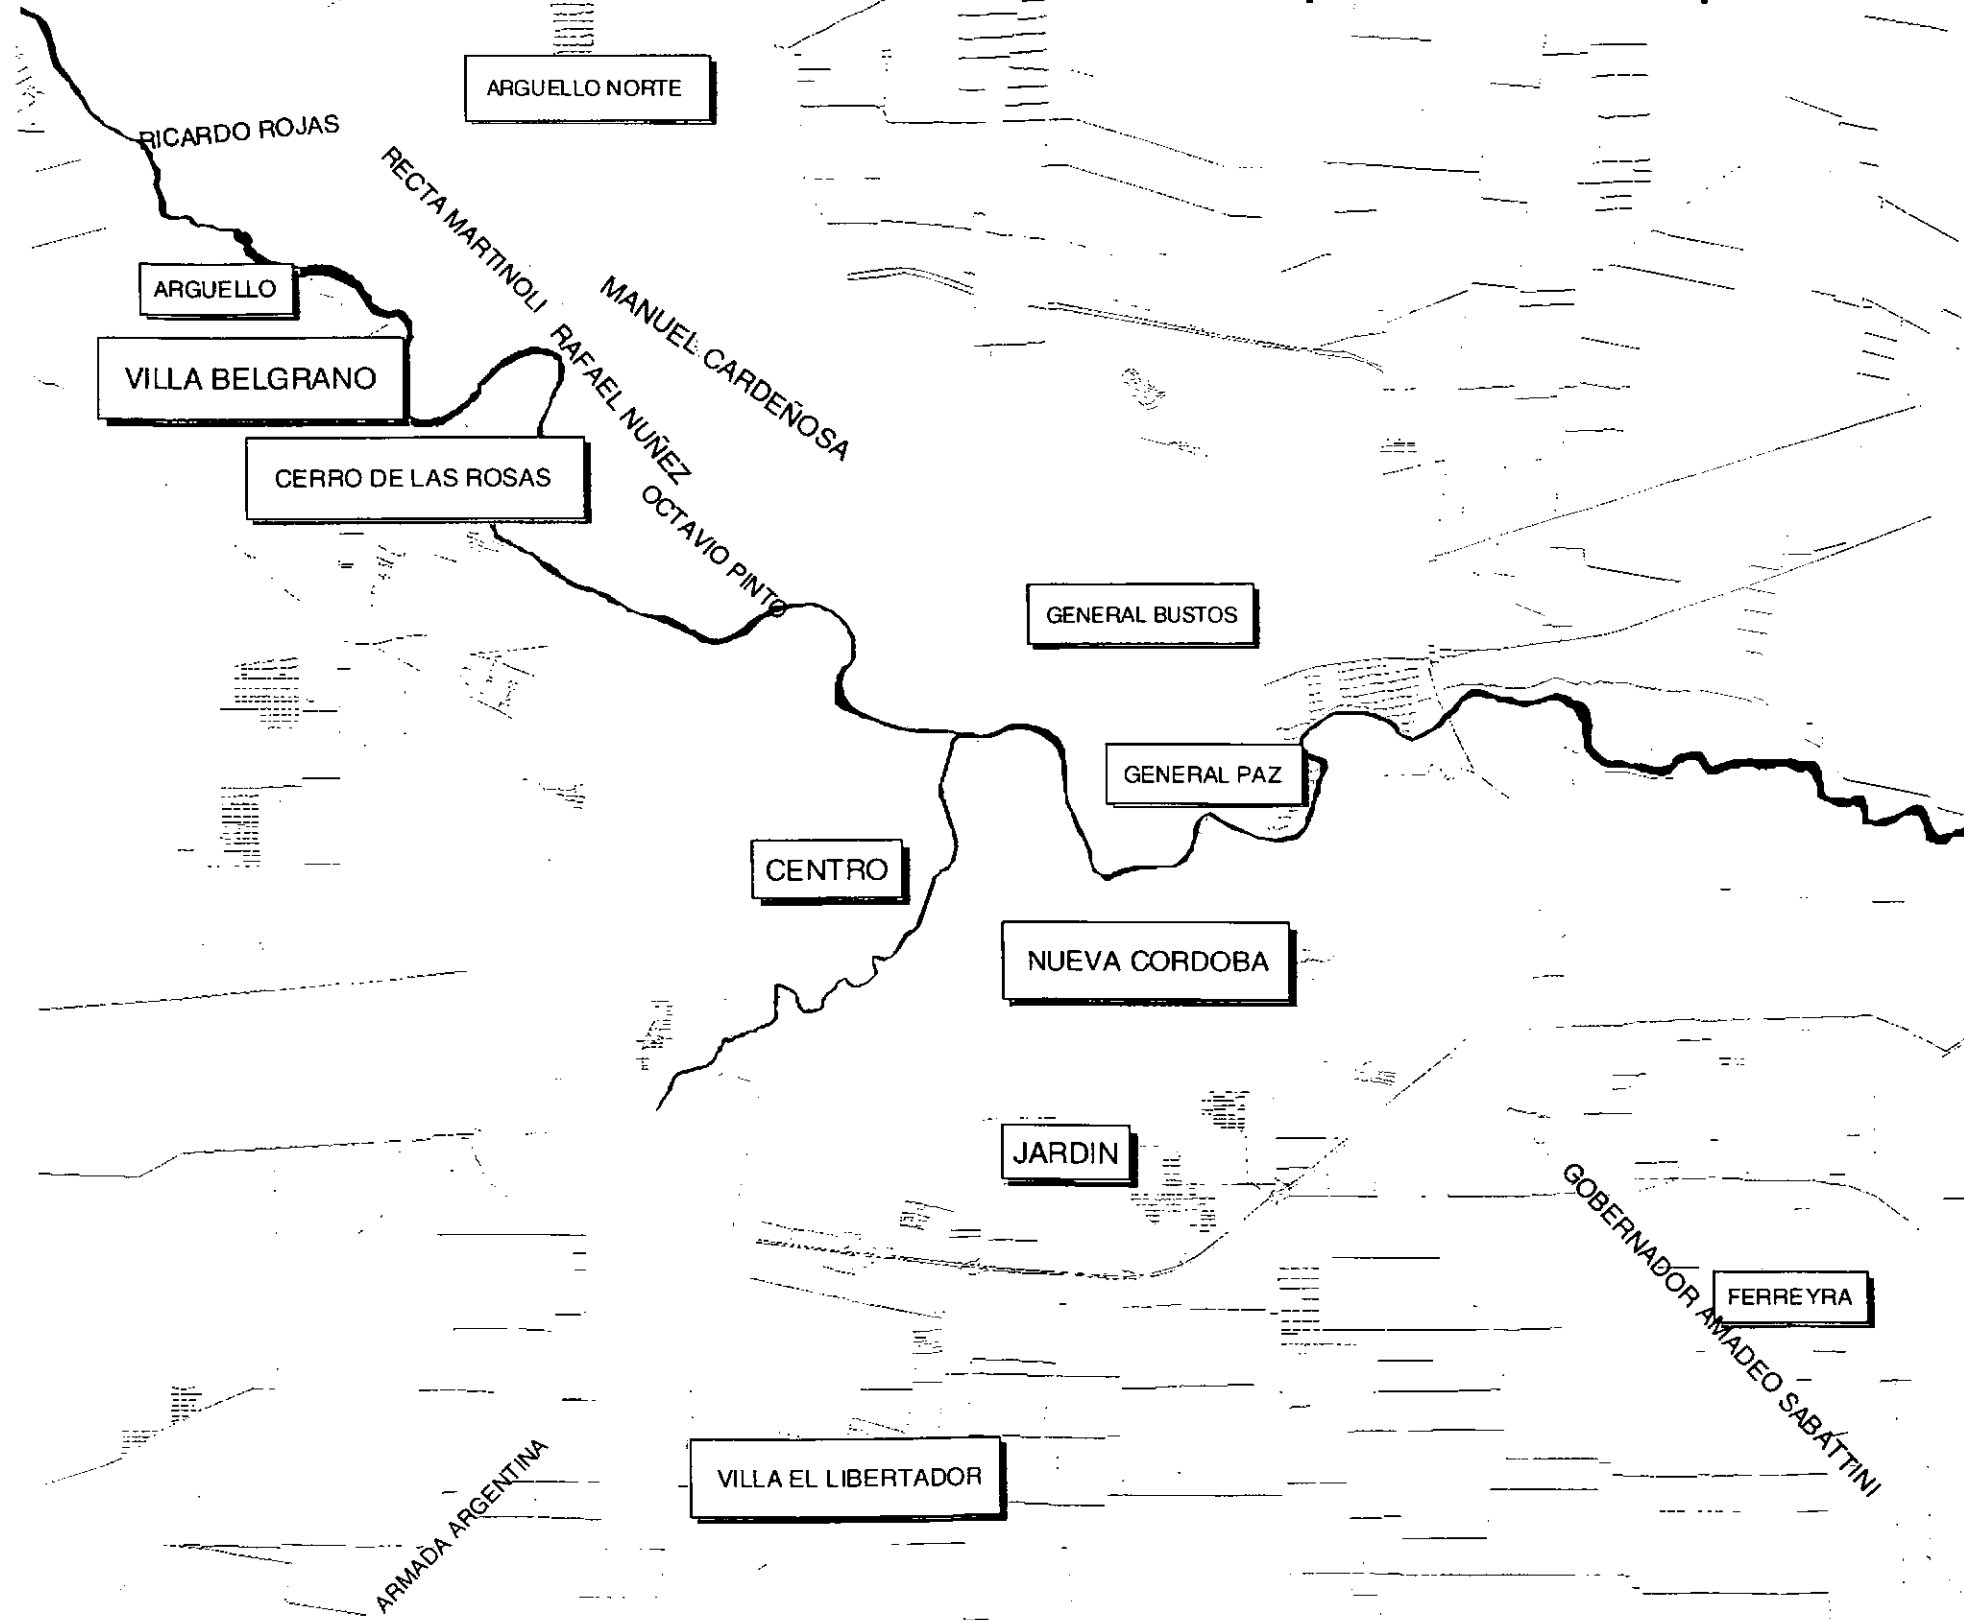 ARGUELLO NORTE
RICARDO ROJAS
RECTA MARTINOLI
ARGUELLO
MANUEL CARDEÑOSA
VILLA BELGRANO
RAFAEL NUÑEZ
CERRO DE LAS ROSAS
OCTAVIO PINTO
GENERAL BUSTOS
GENERAL PAZ
CENTRO
NUEVA CORDOBA
JARDIN
GOBERNADOR AMADEO SABATTINI
FERREYRA
VILLA EL LIBERTADOR
ARMADA ARGENTINA